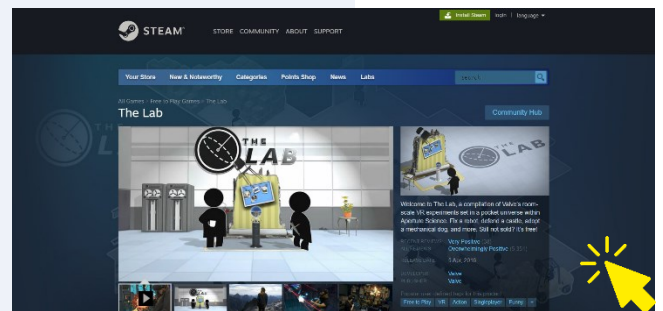 Install Steam login | language
STEAM® STORE COMMUNITY ABOUT SUPPORT
Your Store New & Noteworthy Categories Points Shop News Labs search
All Games > Free to Play Games > The Lab
The Lab
Community Hub
THE
LAB
LAB
Welcome to The Lab, a compilation of Valve's room-
scale VR experiments set in a pocket universe within
Aperture Science. Fix a robot, defend a castle, adopt
a mechanical dog, and more. Still not sold? It's free!
Very Positive
Overwhelmingly Positive
5 Apr, 2016
Valve
Valve
Free to Play VR Action Singleplayer Funny +